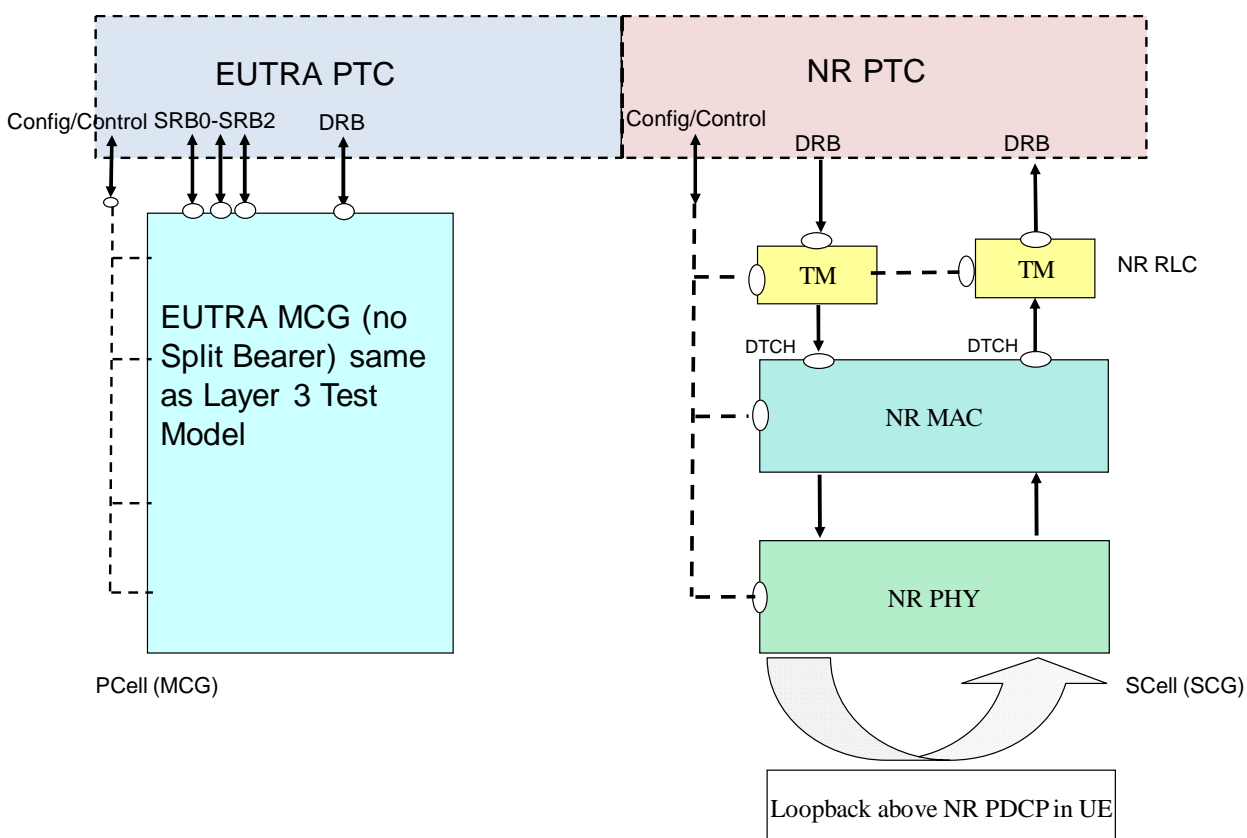 EUTRA PTC
NR PTC
Config/Control
SRB0-SRB2
DRB
Config/Control
DRB
DRB
TM
TM
NR RLC
EUTRA MCG (no
Split Bearer) same
as Layer 3 Test
Model
DTCH
DTCH
NR MAC
NR PHY
PCell (MCG)
SCell (SCG)
Loopback above NR PDCP in UE